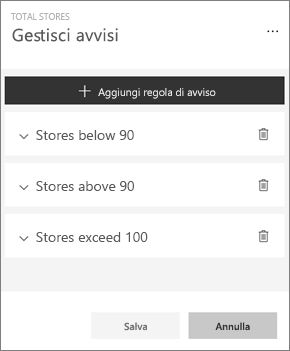 TOTAL STORES
Gestisci avvisi
Aggiungi regola di avviso
Stores below 90
Stores above 90
Stores exceed 100
Salva
Annulla